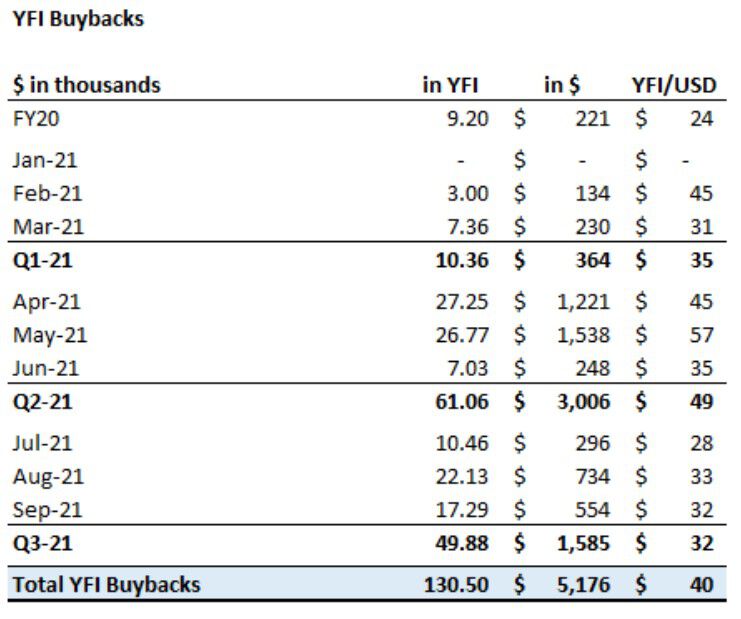 YFI Buybacks
$ in thousands in YFI in $ YFI/USD
FY20 9.20 $ 221 $ 24
Jan-21 - $ - $ -
Feb-21 3.00 $ 134 $ 45
Mar-21 7.36 $ 230 $ 31
Q1-21 10.36 $ 364 $ 35
Apr-21 27.25 $ 1,221 $ 45
May-21 26.77 $ 1,538 $ 57
Jun-21 7.03 $ 248 $ 35
Q2-21 61.06 $ 3,006 $ 49
Jul-21 10.46 $ 296 $ 28
Aug-21 22.13 $ 734 $ 33
Sep-21 17.29 $ 554 $ 32
Q3-21 49.88 $ 1,585 $ 32
Total YFI Buybacks 130.50 $ 5,176 $ 40